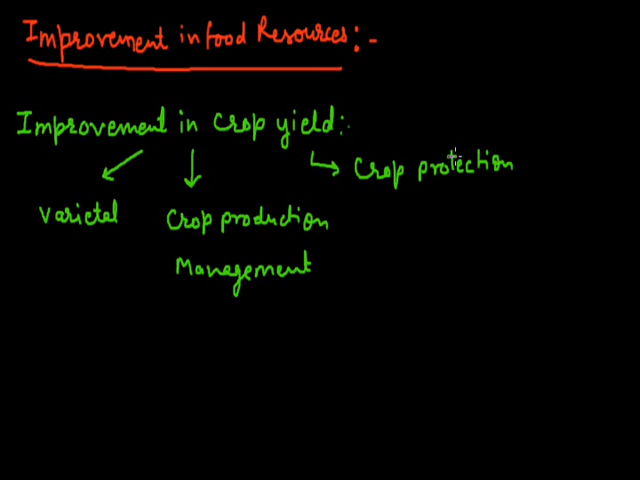 Improvement in food Resources:-
Improvement in Crop yield:-
Crop protection
Varietal
Crop production
Management